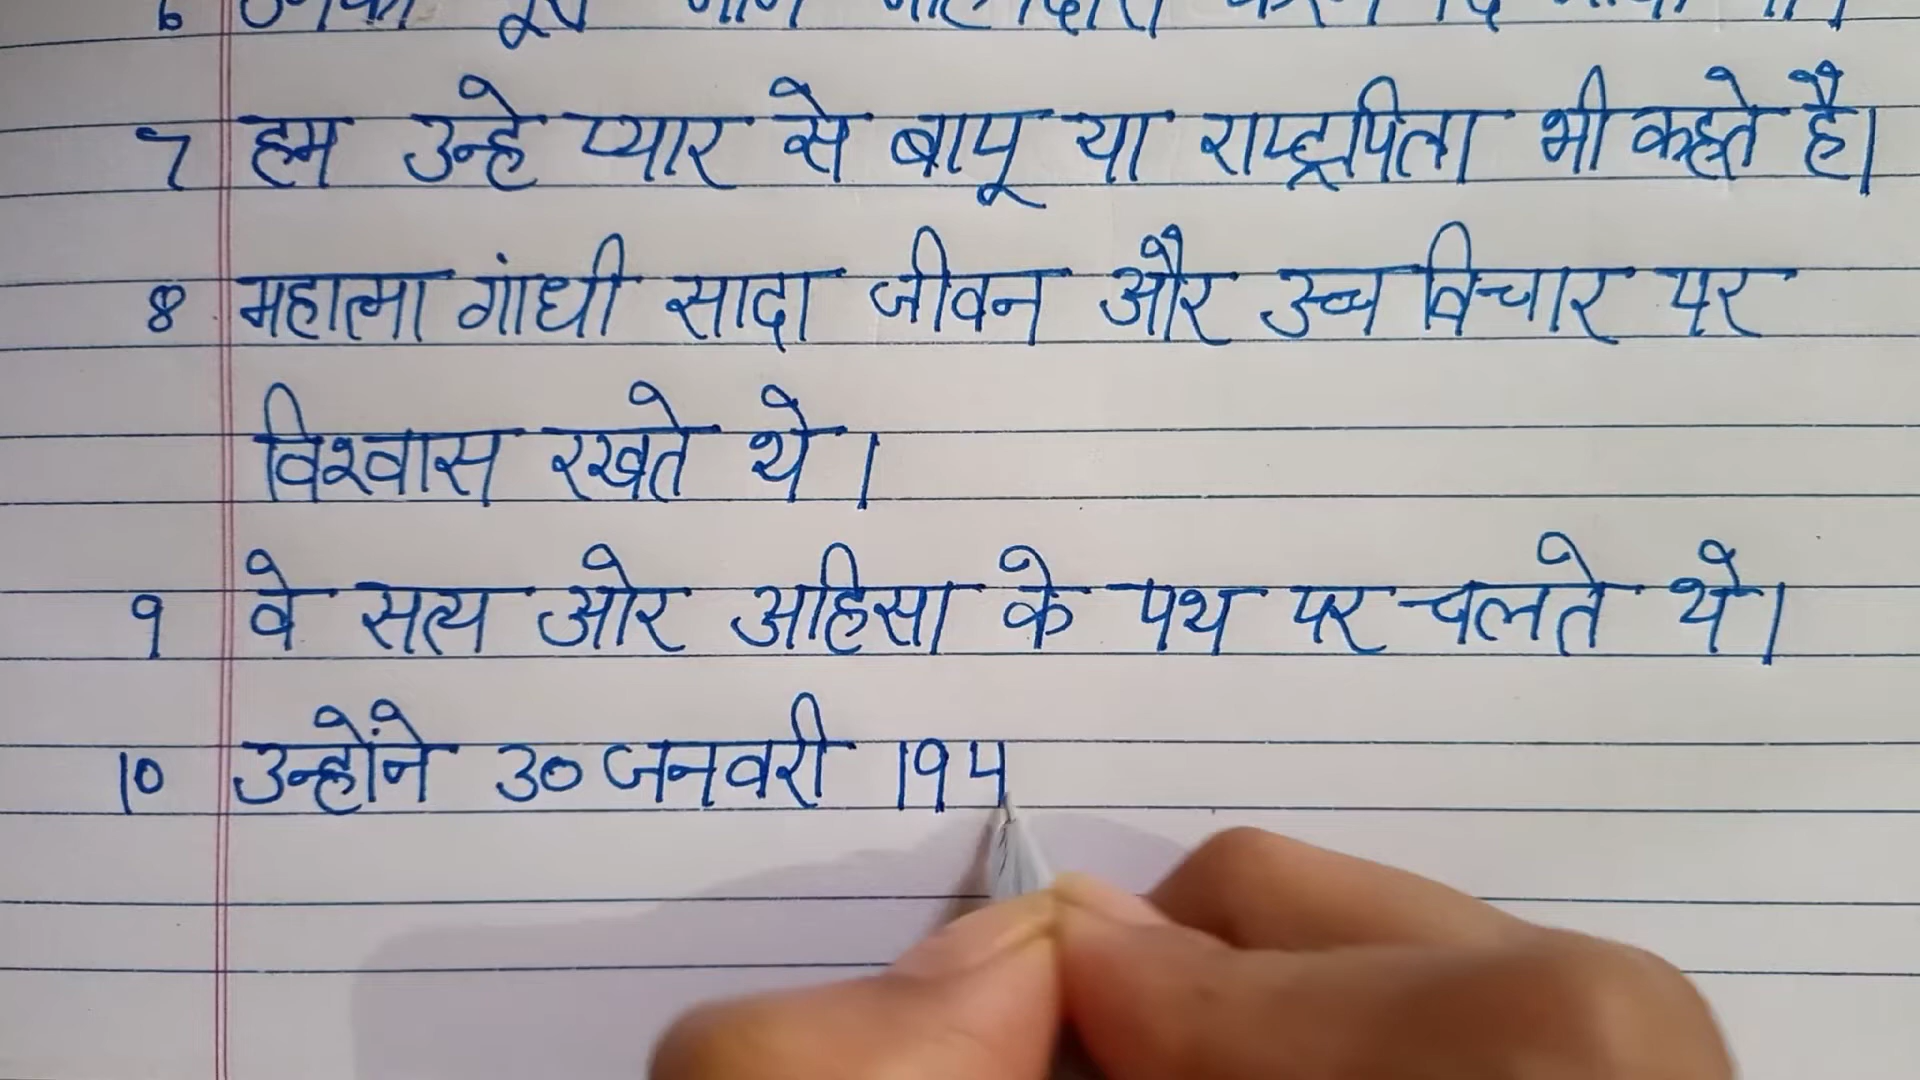 7 हम उन्हे प्यार से बापू या राष्ट्रपिता भी कहते है।
8 महात्मा गांधी सादा जीवन और उच्च विचार पर
विश्वास रखते थे।
9 वे सत्य ओर अहिसा के पथ पर चलते थे।
10 उन्होंने 30 जनवरी 194